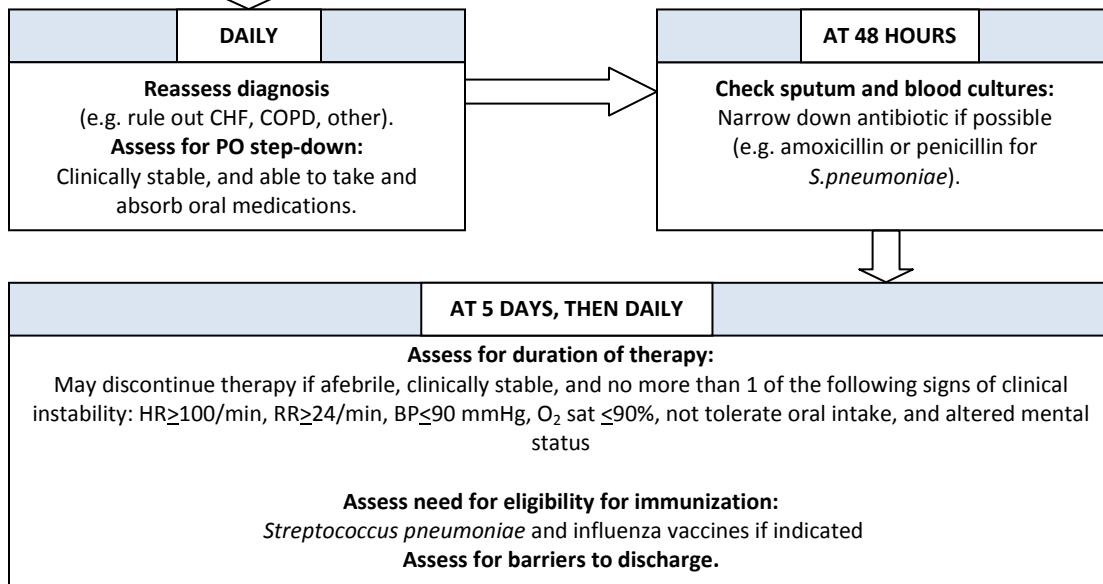 DAILY
Reassess diagnosis
(e.g. rule out CHF, COPD, other).
Assess for PO step-down:
Clinically stable, and able to take and
absorb oral medications.
AT 48 HOURS
Check sputum and blood cultures:
Narrow down antibiotic if possible
(e.g. amoxicillin or penicillin for
S.pneumoniae).
AT 5 DAYS, THEN DAILY
Assess for duration of therapy:
May discontinue therapy if afebrile, clinically stable, and no more than 1 of the following signs of clinical
instability: HR≥100/min, RR≥24/min, BP≤90 mmHg, O₂ sat ≤90%, not tolerate oral intake, and altered mental
status
Assess need for eligibility for immunization:
Streptococcus pneumoniae and influenza vaccines if indicated
Assess for barriers to discharge.